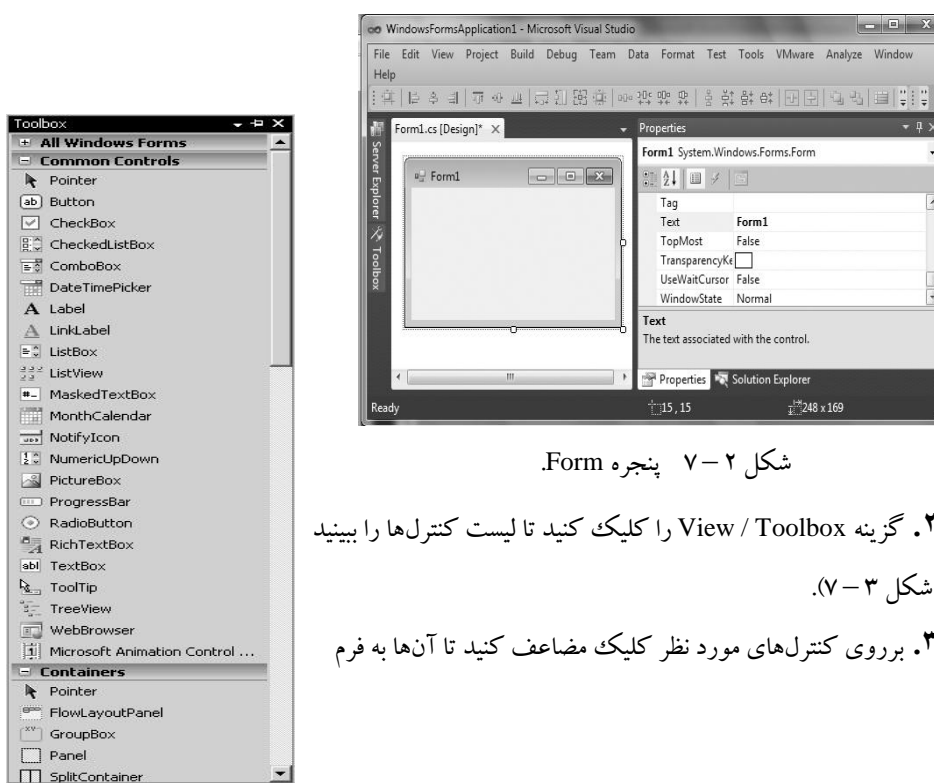 WindowsFormsApplication1 - Microsoft Visual Studio
File Edit View Project Build Debug Team Data Format Test Tools VMware Analyze Window
Help
Form1.cs [Design]*
Server Explorer
Toolbox
Form1
Properties
Form1 System.Windows.Forms.Form
Tag
Text Form1
TopMost False
TransparencyKe
UseWaitCursor False
WindowState Normal
Text
The text associated with the control.
Properties Solution Explorer
Ready 15 , 15 248 x 169
Toolbox
All Windows Forms
Common Controls
Pointer
Button
CheckBox
CheckedListBox
ComboBox
DateTimePicker
Label
LinkLabel
ListBox
ListView
MaskedTextBox
MonthCalendar
NotifyIcon
NumericUpDown
PictureBox
ProgressBar
RadioButton
RichTextBox
TextBox
ToolTip
TreeView
WebBrowser
Microsoft Animation Control ...
Containers
Pointer
FlowLayoutPanel
GroupBox
Panel
SplitContainer
شکل ۲ – ۷ پنجره Form.
۲. گزینه View / Toolbox را کلیک کنید تا لیست کنترل‌ها را ببینید
شکل ۳ – ۷).
۳. برروی کنترل‌های مورد نظر کلیک مضاعف کنید تا آن‌ها به فرم